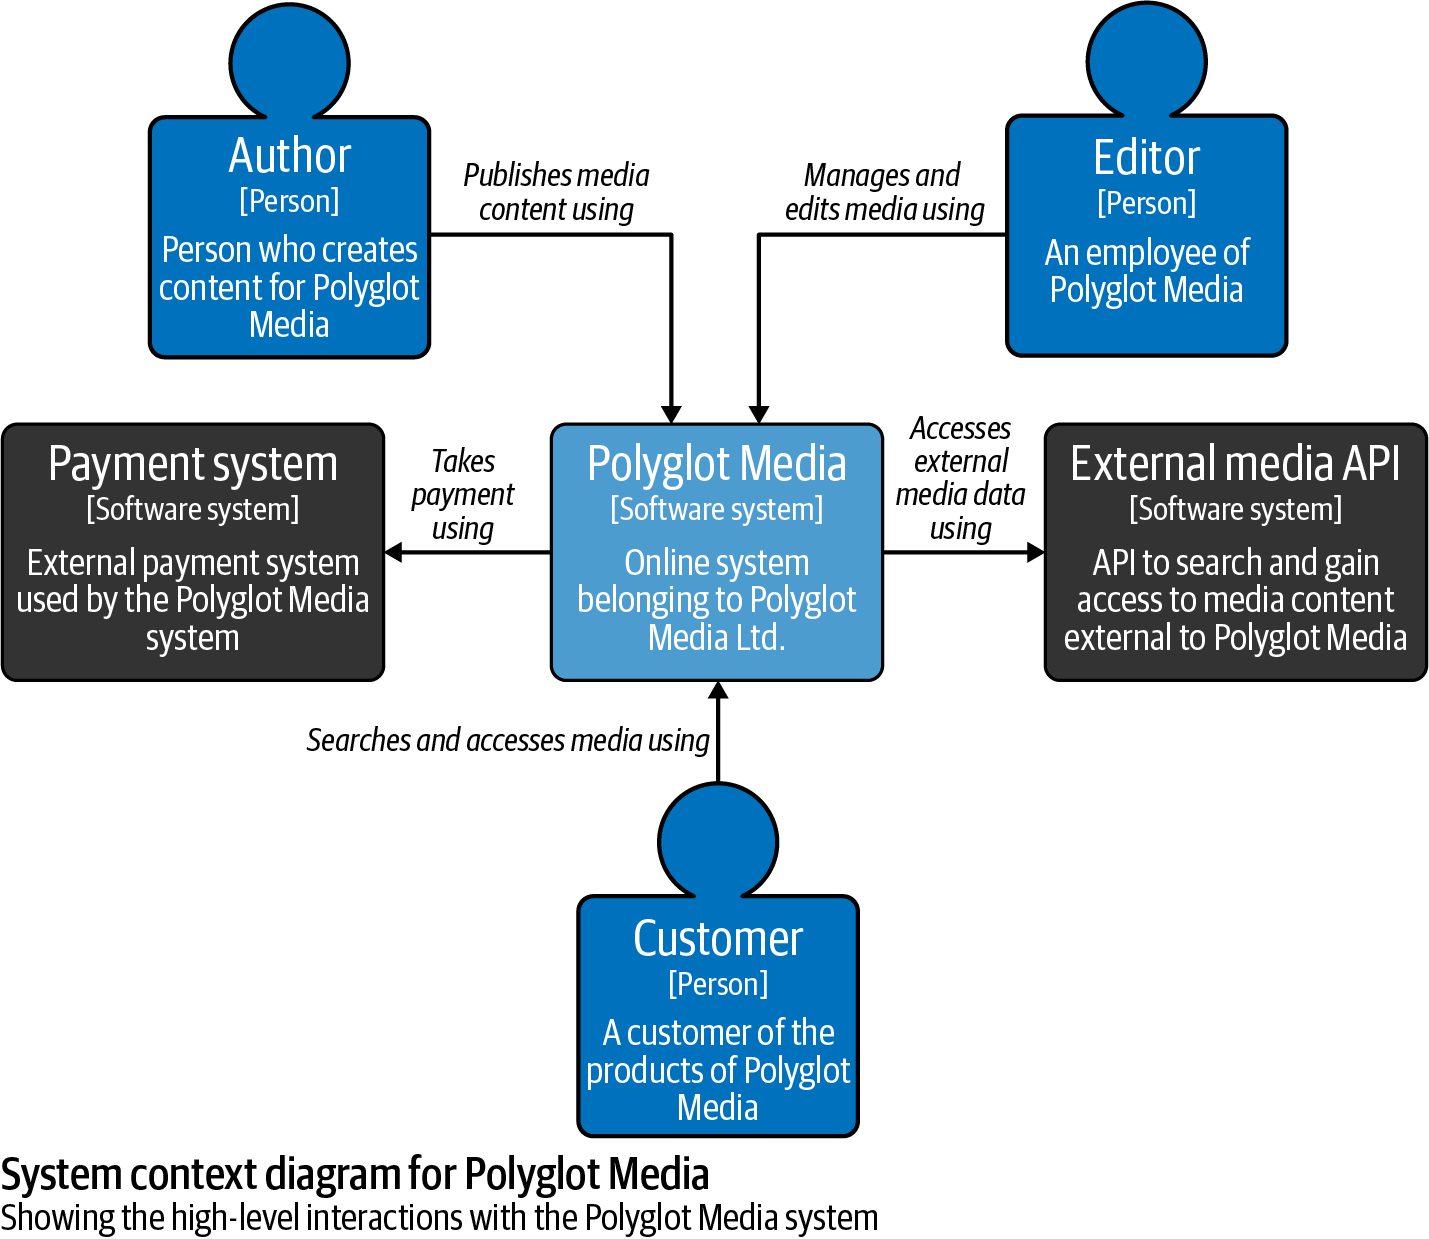 Author
[Person]
Person who creates
content for Polyglot
Media
Publishes media
content using
Manages and
edits media using
Editor
[Person]
An employee of
Polyglot Media
Payment system
[Software system]
External payment system
used by the Polyglot Media
system
Takes
payment
using
Polyglot Media
[Software system]
Online system
belonging to Polyglot
Media Ltd.
Accesses
external
media data
using
External media API
[Software system]
API to search and gain
access to media content
external to Polyglot Media
Searches and accesses media using
Customer
[Person]
A customer of the
products of Polyglot
Media
System context diagram for Polyglot Media
Showing the high-level interactions with the Polyglot Media system